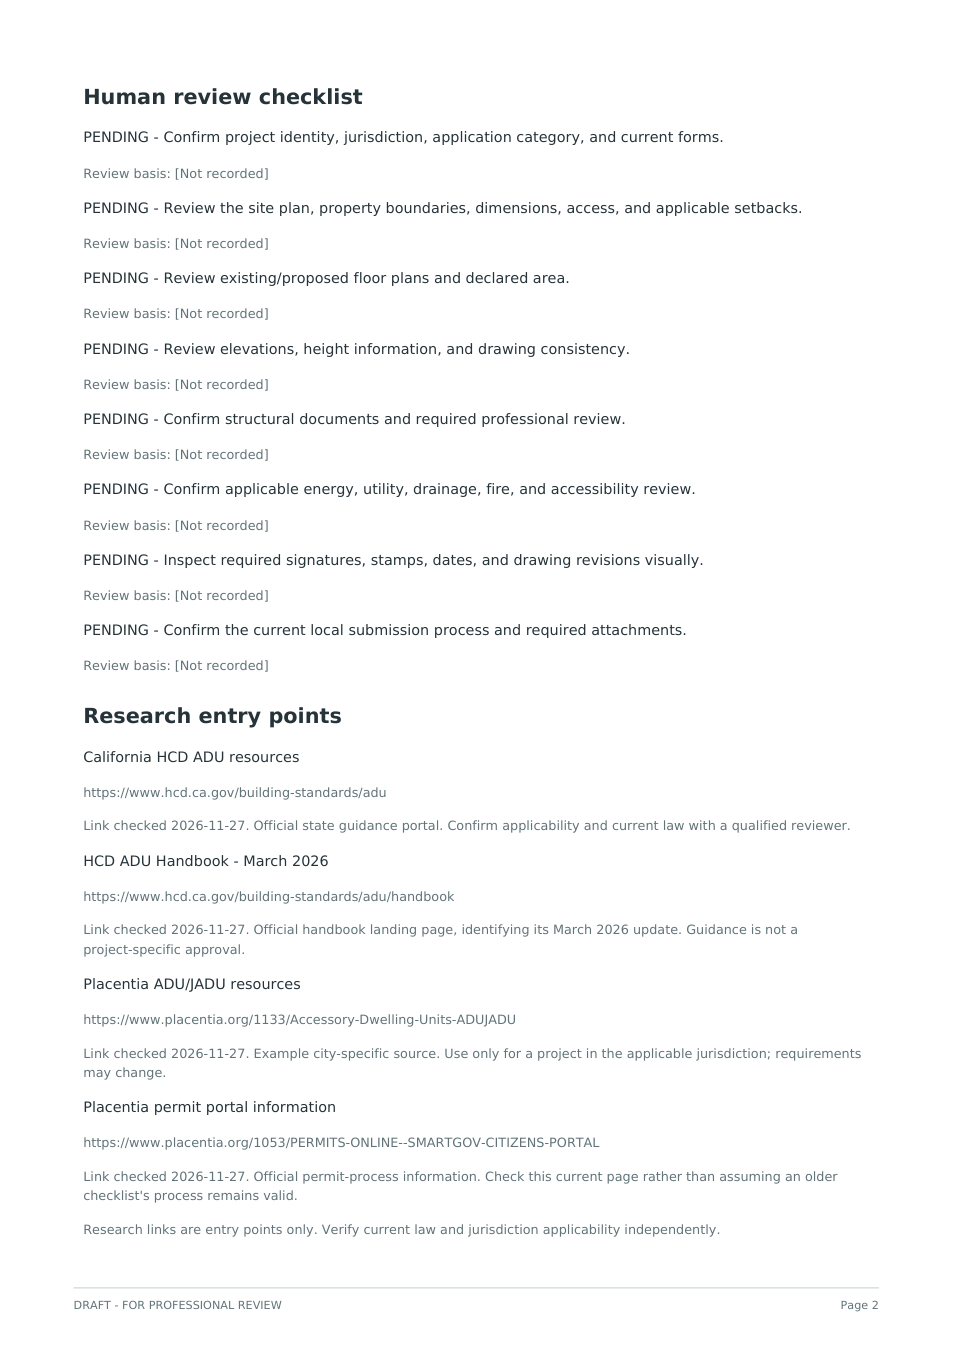 Human review checklist
PENDING - Confirm project identity, jurisdiction, application category, and current forms.
Review basis: [Not recorded]
PENDING - Review the site plan, property boundaries, dimensions, access, and applicable setbacks.
Review basis: [Not recorded]
PENDING - Review existing/proposed floor plans and declared area.
Review basis: [Not recorded]
PENDING - Review elevations, height information, and drawing consistency.
Review basis: [Not recorded]
PENDING - Confirm structural documents and required professional review.
Review basis: [Not recorded]
PENDING - Confirm applicable energy, utility, drainage, fire, and accessibility review.
Review basis: [Not recorded]
PENDING - Inspect required signatures, stamps, dates, and drawing revisions visually.
Review basis: [Not recorded]
PENDING - Confirm the current local submission process and required attachments.
Review basis: [Not recorded]
Research entry points
California HCD ADU resources
https://www.hcd.ca.gov/building-standards/adu
Link checked 2026-11-27. Official state guidance portal. Confirm applicability and current law with a qualified reviewer.
HCD ADU Handbook - March 2026
https://www.hcd.ca.gov/building-standards/adu/handbook
Link checked 2026-11-27. Official handbook landing page, identifying its March 2026 update. Guidance is not a
project-specific approval.
Placentia ADU/JADU resources
https://www.placentia.org/1133/Accessory-Dwelling-Units-ADUJADU
Link checked 2026-11-27. Example city-specific source. Use only for a project in the applicable jurisdiction; requirements
may change.
Placentia permit portal information
https://www.placentia.org/1053/PERMITS-ONLINE--SMARTGOV-CITIZENS-PORTAL
Link checked 2026-11-27. Official permit-process information. Check this current page rather than assuming an older
checklist's process remains valid.
Research links are entry points only. Verify current law and jurisdiction applicability independently.
DRAFT - FOR PROFESSIONAL REVIEW
Page 2